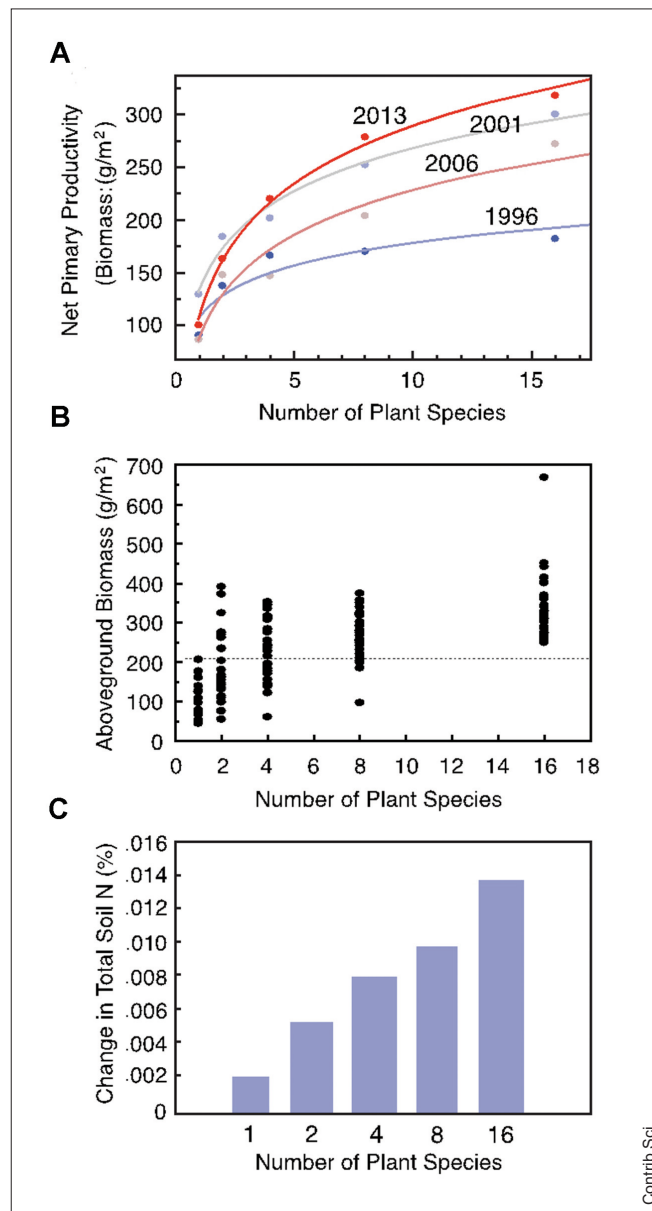 A
Net Pimary Productivity
(Biomass: (g/m²)
300
250
200
150
100
2013
2001
2006
1996
0 5 10 15
Number of Plant Species
B
Aboveground Biomass (g/m²)
700
600
500
400
300
200
100
0
0 2 4 6 8 10 12 14 16 18
Number of Plant Species
C
Change in Total Soil N (%)
.016
.014
.012
.010
.008
.006
.004
.002
0
1 2 4 8 16
Number of Plant Species
Contrib Sci